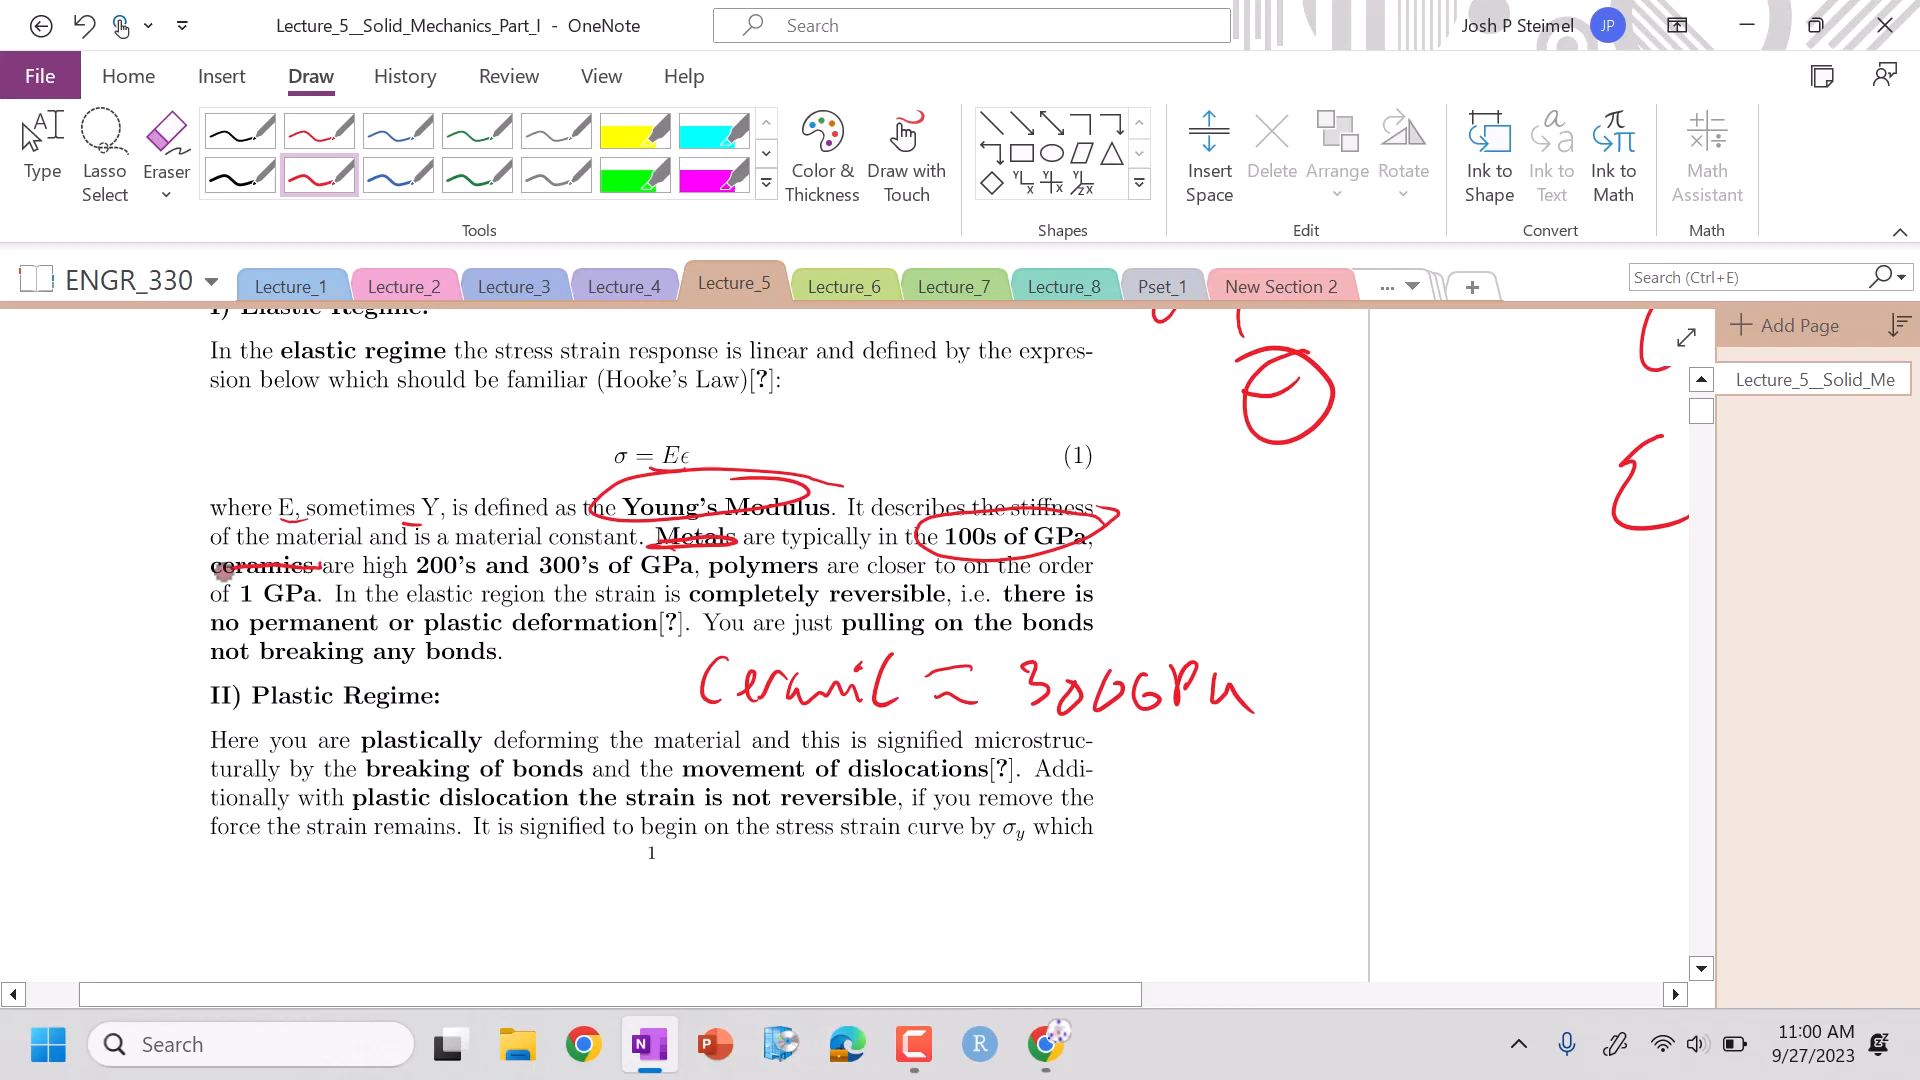 Lecture_5__Solid_Mechanics_Part_I - OneNote
Search
Josh P Steimel
JP
File
Home
Insert
Draw
History
Review
View
Help
Type
Lasso Select
Eraser
Color & Thickness
Draw with Touch
Insert Space
Delete
Arrange
Rotate
Ink to Shape
Ink to Text
Ink to Math
Math Assistant
Tools
Shapes
Edit
Convert
Math
ENGR_330
Lecture_1
Lecture_2
Lecture_3
Lecture_4
Lecture_5
Lecture_6
Lecture_7
Lecture_8
Pset_1
New Section 2
...
Search (Ctrl+E)
Add Page
Lecture_5__Solid_Me
I) Elastic Regime:
In the elastic regime the stress strain response is linear and defined by the expres-
sion below which should be familiar (Hooke's Law)[?]:
σ = Eϵ (1)
where E, sometimes Y, is defined as the Young's Modulus. It describes the stiffness
of the material and is a material constant. Metals are typically in the 100s of GPa,
ceramics are high 200's and 300's of GPa, polymers are closer to on the order
of 1 GPa. In the elastic region the strain is completely reversible, i.e. there is
no permanent or plastic deformation[?]. You are just pulling on the bonds
not breaking any bonds.
Ceramic ≈ 300GPa
II) Plastic Regime:
Here you are plastically deforming the material and this is signified microstruc-
turally by the breaking of bonds and the movement of dislocations[?]. Addi-
tionally with plastic dislocation the strain is not reversible, if you remove the
force the strain remains. It is signified to begin on the stress strain curve by σy which
1
Search
11:00 AM
9/27/2023